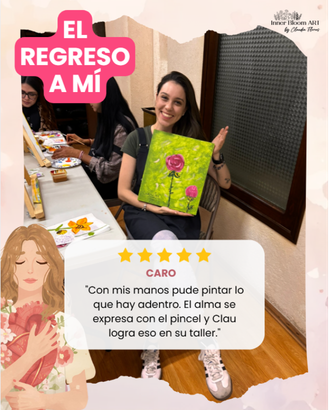 EL
REGRESO
A MÍ
Inner Bloom ART
by Claudia Flores
CARO
"Con mis manos pude pintar lo
que hay adentro. El alma se
expresa con el pincel y Clau
logra eso en su taller."